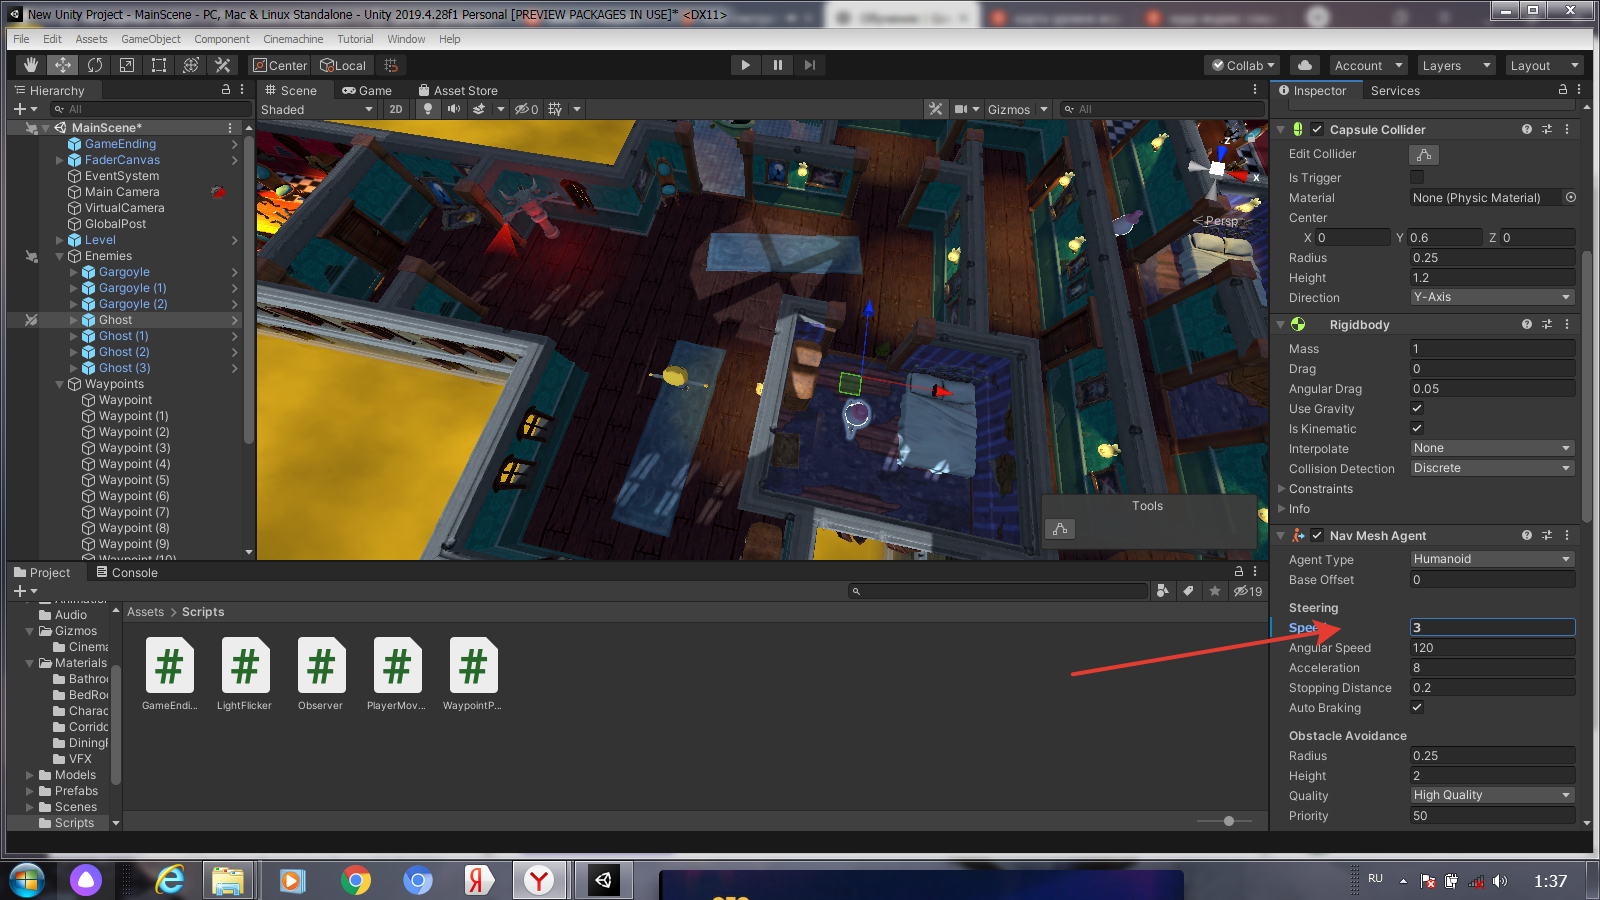 New Unity Project - MainScene - PC, Mac & Linux Standalone - Unity 2019.4.28f1 Personal [PREVIEW PACKAGES IN USE]* <DX11>
File Edit Assets GameObject Component Cinemachine Tutorial Window Help
Center Local Collab Account Layers Layout
Hierarchy
All
MainScene*
GameEnding
FaderCanvas
EventSystem
Main Camera
VirtualCamera
GlobalPost
Level
Enemies
Gargoyle
Gargoyle (1)
Gargoyle (2)
Ghost
Ghost (1)
Ghost (2)
Ghost (3)
Waypoints
Waypoint
Waypoint (1)
Waypoint (2)
Waypoint (3)
Waypoint (4)
Waypoint (5)
Waypoint (6)
Waypoint (7)
Waypoint (8)
Waypoint (9)
Waypoint (10)
Scene Game Asset Store
Shaded 2D 0 Gizmos All
z
x
Persp
Tools
Inspector Services
Capsule Collider
Edit Collider
Is Trigger
Material None (Physic Material)
Center
X 0 Y 0.6 Z 0
Radius 0.25
Height 1.2
Direction Y-Axis
Rigidbody
Mass 1
Drag 0
Angular Drag 0.05
Use Gravity
Is Kinematic
Interpolate None
Collision Detection Discrete
Constraints
Info
Nav Mesh Agent
Agent Type Humanoid
Base Offset 0
Steering
Speed 3
Angular Speed 120
Acceleration 8
Stopping Distance 0.2
Auto Braking
Obstacle Avoidance
Radius 0.25
Height 2
Quality High Quality
Priority 50
Project Console
19
Animation
Audio
Gizmos
Cinema
Materials
Bathroo
BedRoo
Charac
Corrido
DiningR
VFX
Models
Prefabs
Scenes
Scripts
Assets > Scripts
GameEndi... LightFlicker Observer PlayerMov... WaypointP...
RU 1:37